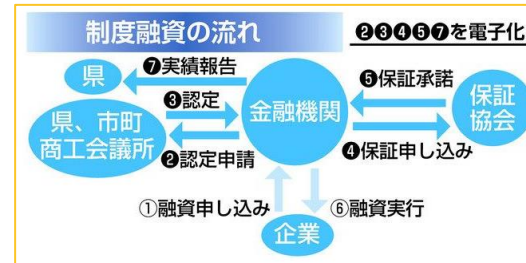 制度融資の流れ
❷❸❹❺❼を電子化
❼実績報告
県
❸認定
❺保証承諾
金融機関
県、市町
商工会議所
保証
協会
❷認定申請
❹保証申し込み
①融資申し込み
⑥融資実行
企業